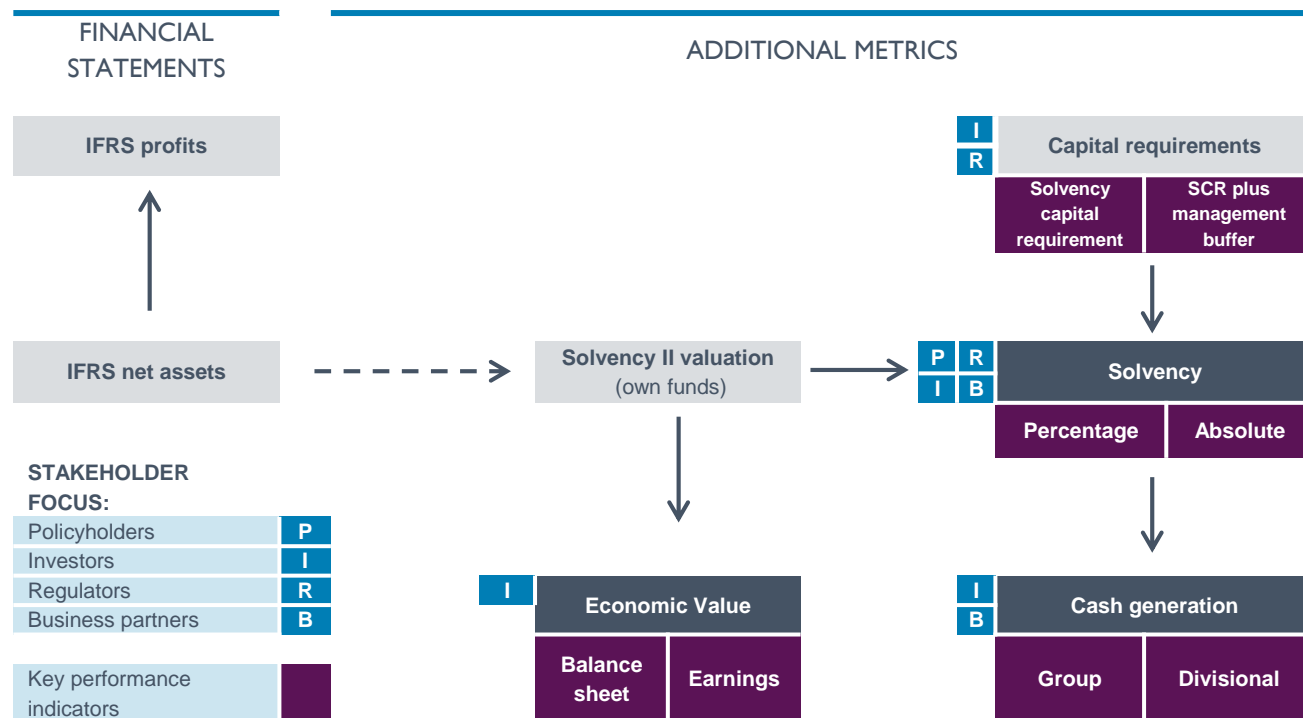 FINANCIAL
STATEMENTS
ADDITIONAL METRICS
IFRS profits
I
R
Capital requirements
Solvency
capital
requirement
SCR plus
management
buffer
IFRS net assets
Solvency II valuation
(own funds)
P R
I B
Solvency
Percentage
Absolute
STAKEHOLDER
FOCUS:
Policyholders P
Investors I
Regulators R
Business partners B
Key performance
indicators
I
Economic Value
Balance
sheet
Earnings
I
B
Cash generation
Group
Divisional